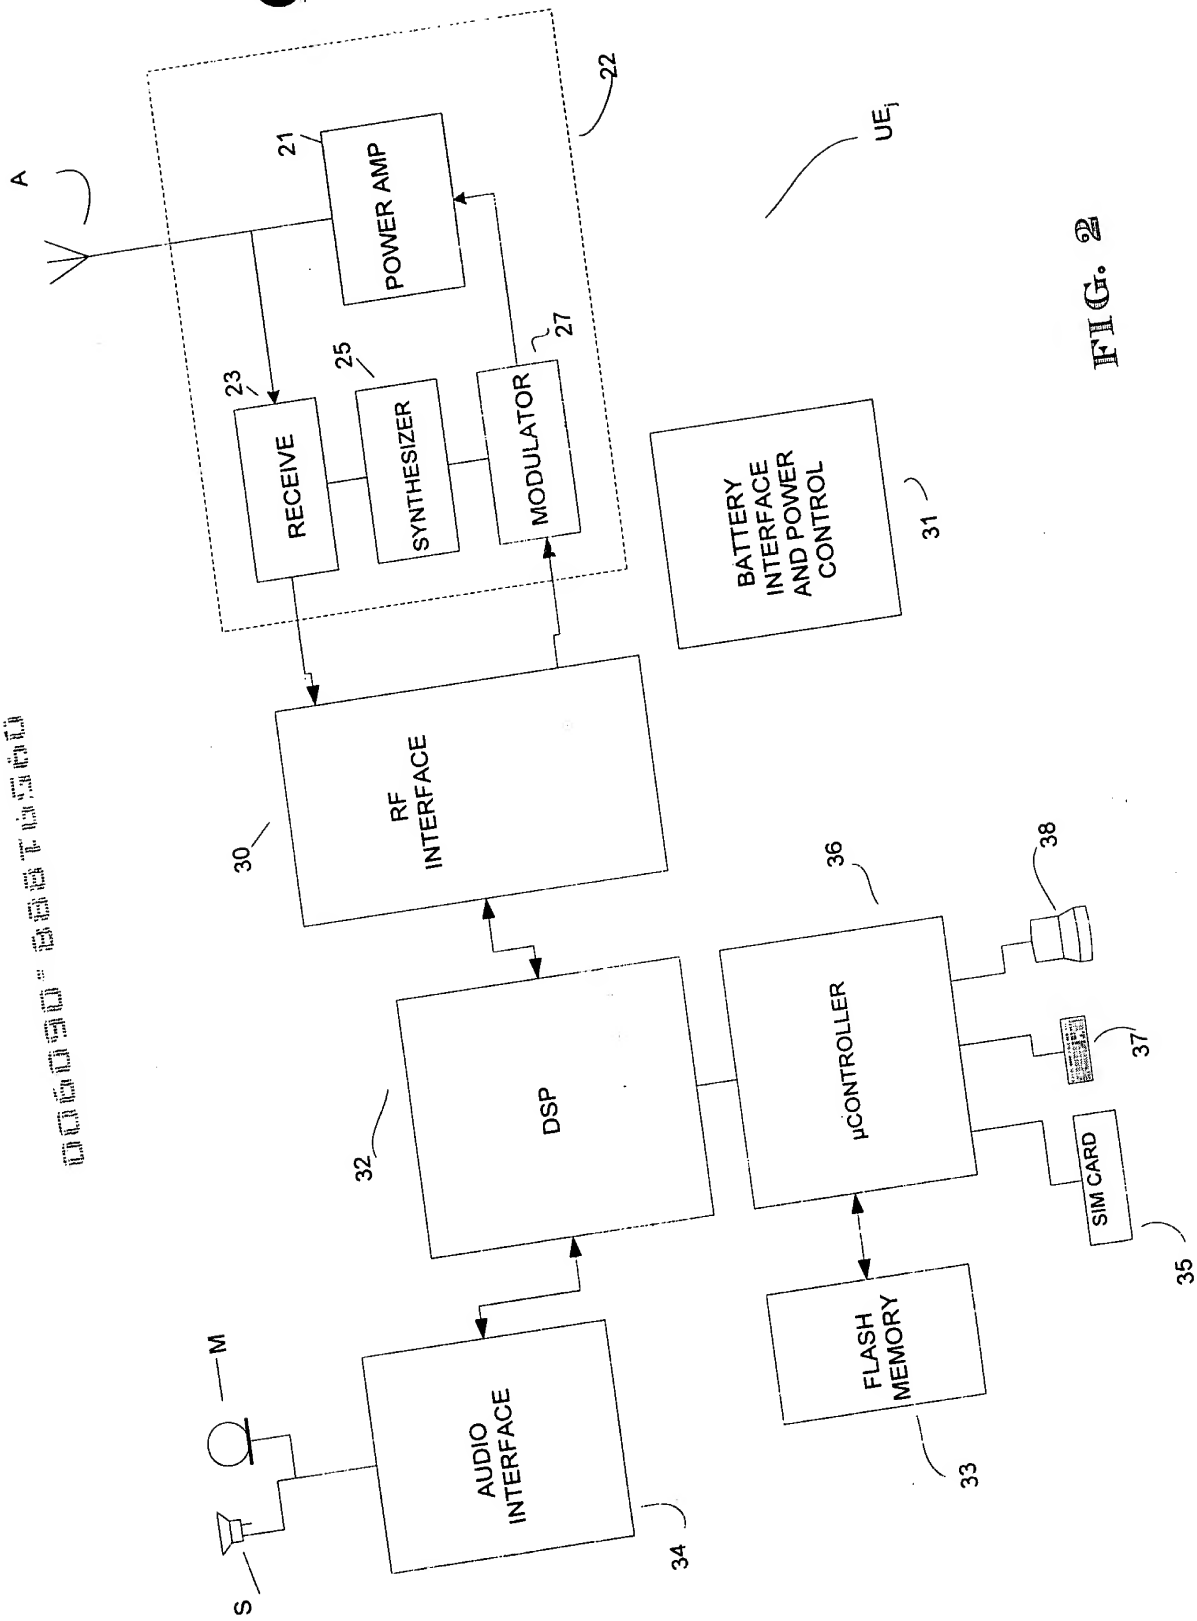 A
22
21
POWER AMP
UEj
23
RECEIVE
25
SYNTHESIZER
27
MODULATOR
FIG. 2
BATTERY
INTERFACE
AND POWER
CONTROL
31
30
RF
INTERFACE
32
DSP
36
µCONTROLLER
38
37
SIM CARD
35
M
S
AUDIO
INTERFACE
34
FLASH
MEMORY
33